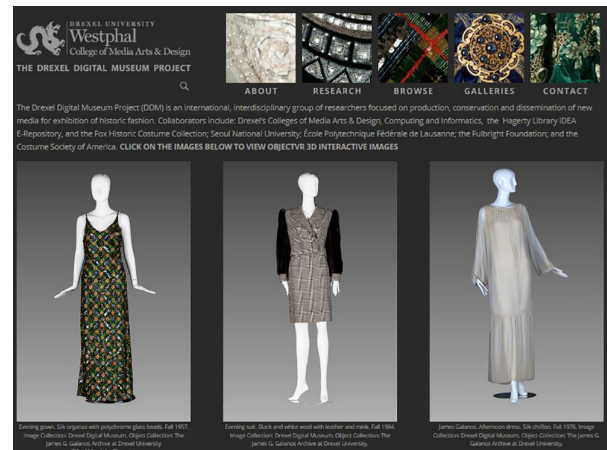 DREXEL UNIVERSITY
Westphal
College of Media Arts & Design
THE DREXEL DIGITAL MUSEUM PROJECT
ABOUT
RESEARCH
BROWSE
GALLERIES
CONTACT
The Drexel Digital Museum Project (DDM) is an international, interdisciplinary group of researchers focused on production, conservation and dissemination of new
media for exhibition of historic fashion. Collaborators include: Drexel's Colleges of Media Arts & Design, Computing and Informatics, the Hagerty Library IDEA
E-Repository, and the Fox Historic Costume Collection; Seoul National University; École Polytechnique Fédérale de Lausanne; the Fulbright Foundation; and the
Costume Society of America. CLICK ON THE IMAGES BELOW TO VIEW OBJECTVR 3D INTERACTIVE IMAGES
Evening gown. Silk organza with polychrome glass beads. Fall 1957.
Image Collection: Drexel Digital Museum. Object Collection: The
James G. Galanos Archive at Drexel University
Evening suit. Black and white wool with leather and mink. Fall 1984.
Image Collection: Drexel Digital Museum. Object Collection: The
James G. Galanos Archive at Drexel University.
James Galanos. Afternoon dress. Silk chiffon. Fall 1976. Image
Collection: Drexel Digital Museum. Object Collection: The James G.
Galanos Archive at Drexel University.